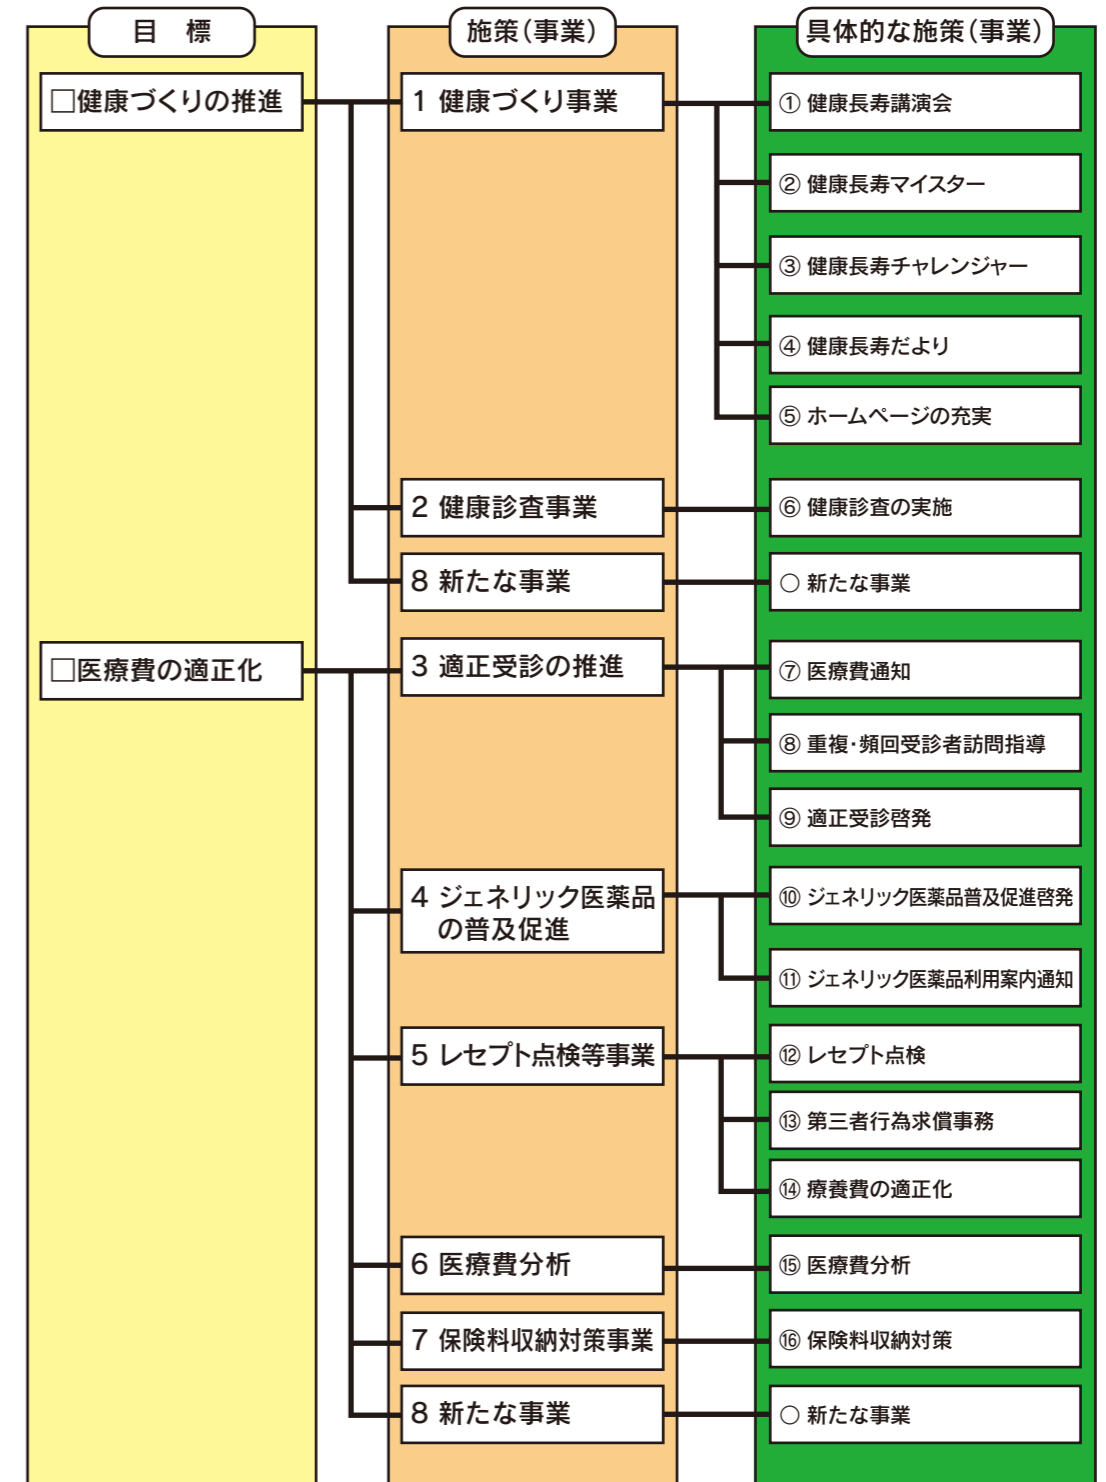 目 標
施策(事業)
具体的な施策(事業)
□健康づくりの推進
1 健康づくり事業
① 健康長寿講演会
② 健康長寿マイスター
③ 健康長寿チャレンジャー
④ 健康長寿だより
⑤ ホームページの充実
2 健康診査事業
⑥ 健康診査の実施
8 新たな事業
○ 新たな事業
□医療費の適正化
3 適正受診の推進
⑦ 医療費通知
⑧ 重複・頻回受診者訪問指導
⑨ 適正受診啓発
4 ジェネリック医薬品
の普及促進
⑩ ジェネリック医薬品普及促進啓発
⑪ ジェネリック医薬品利用案内通知
5 レセプト点検等事業
⑫ レセプト点検
⑬ 第三者行為求償事務
⑭ 療養費の適正化
6 医療費分析
⑮ 医療費分析
7 保険料収納対策事業
⑯ 保険料収納対策
8 新たな事業
○ 新たな事業